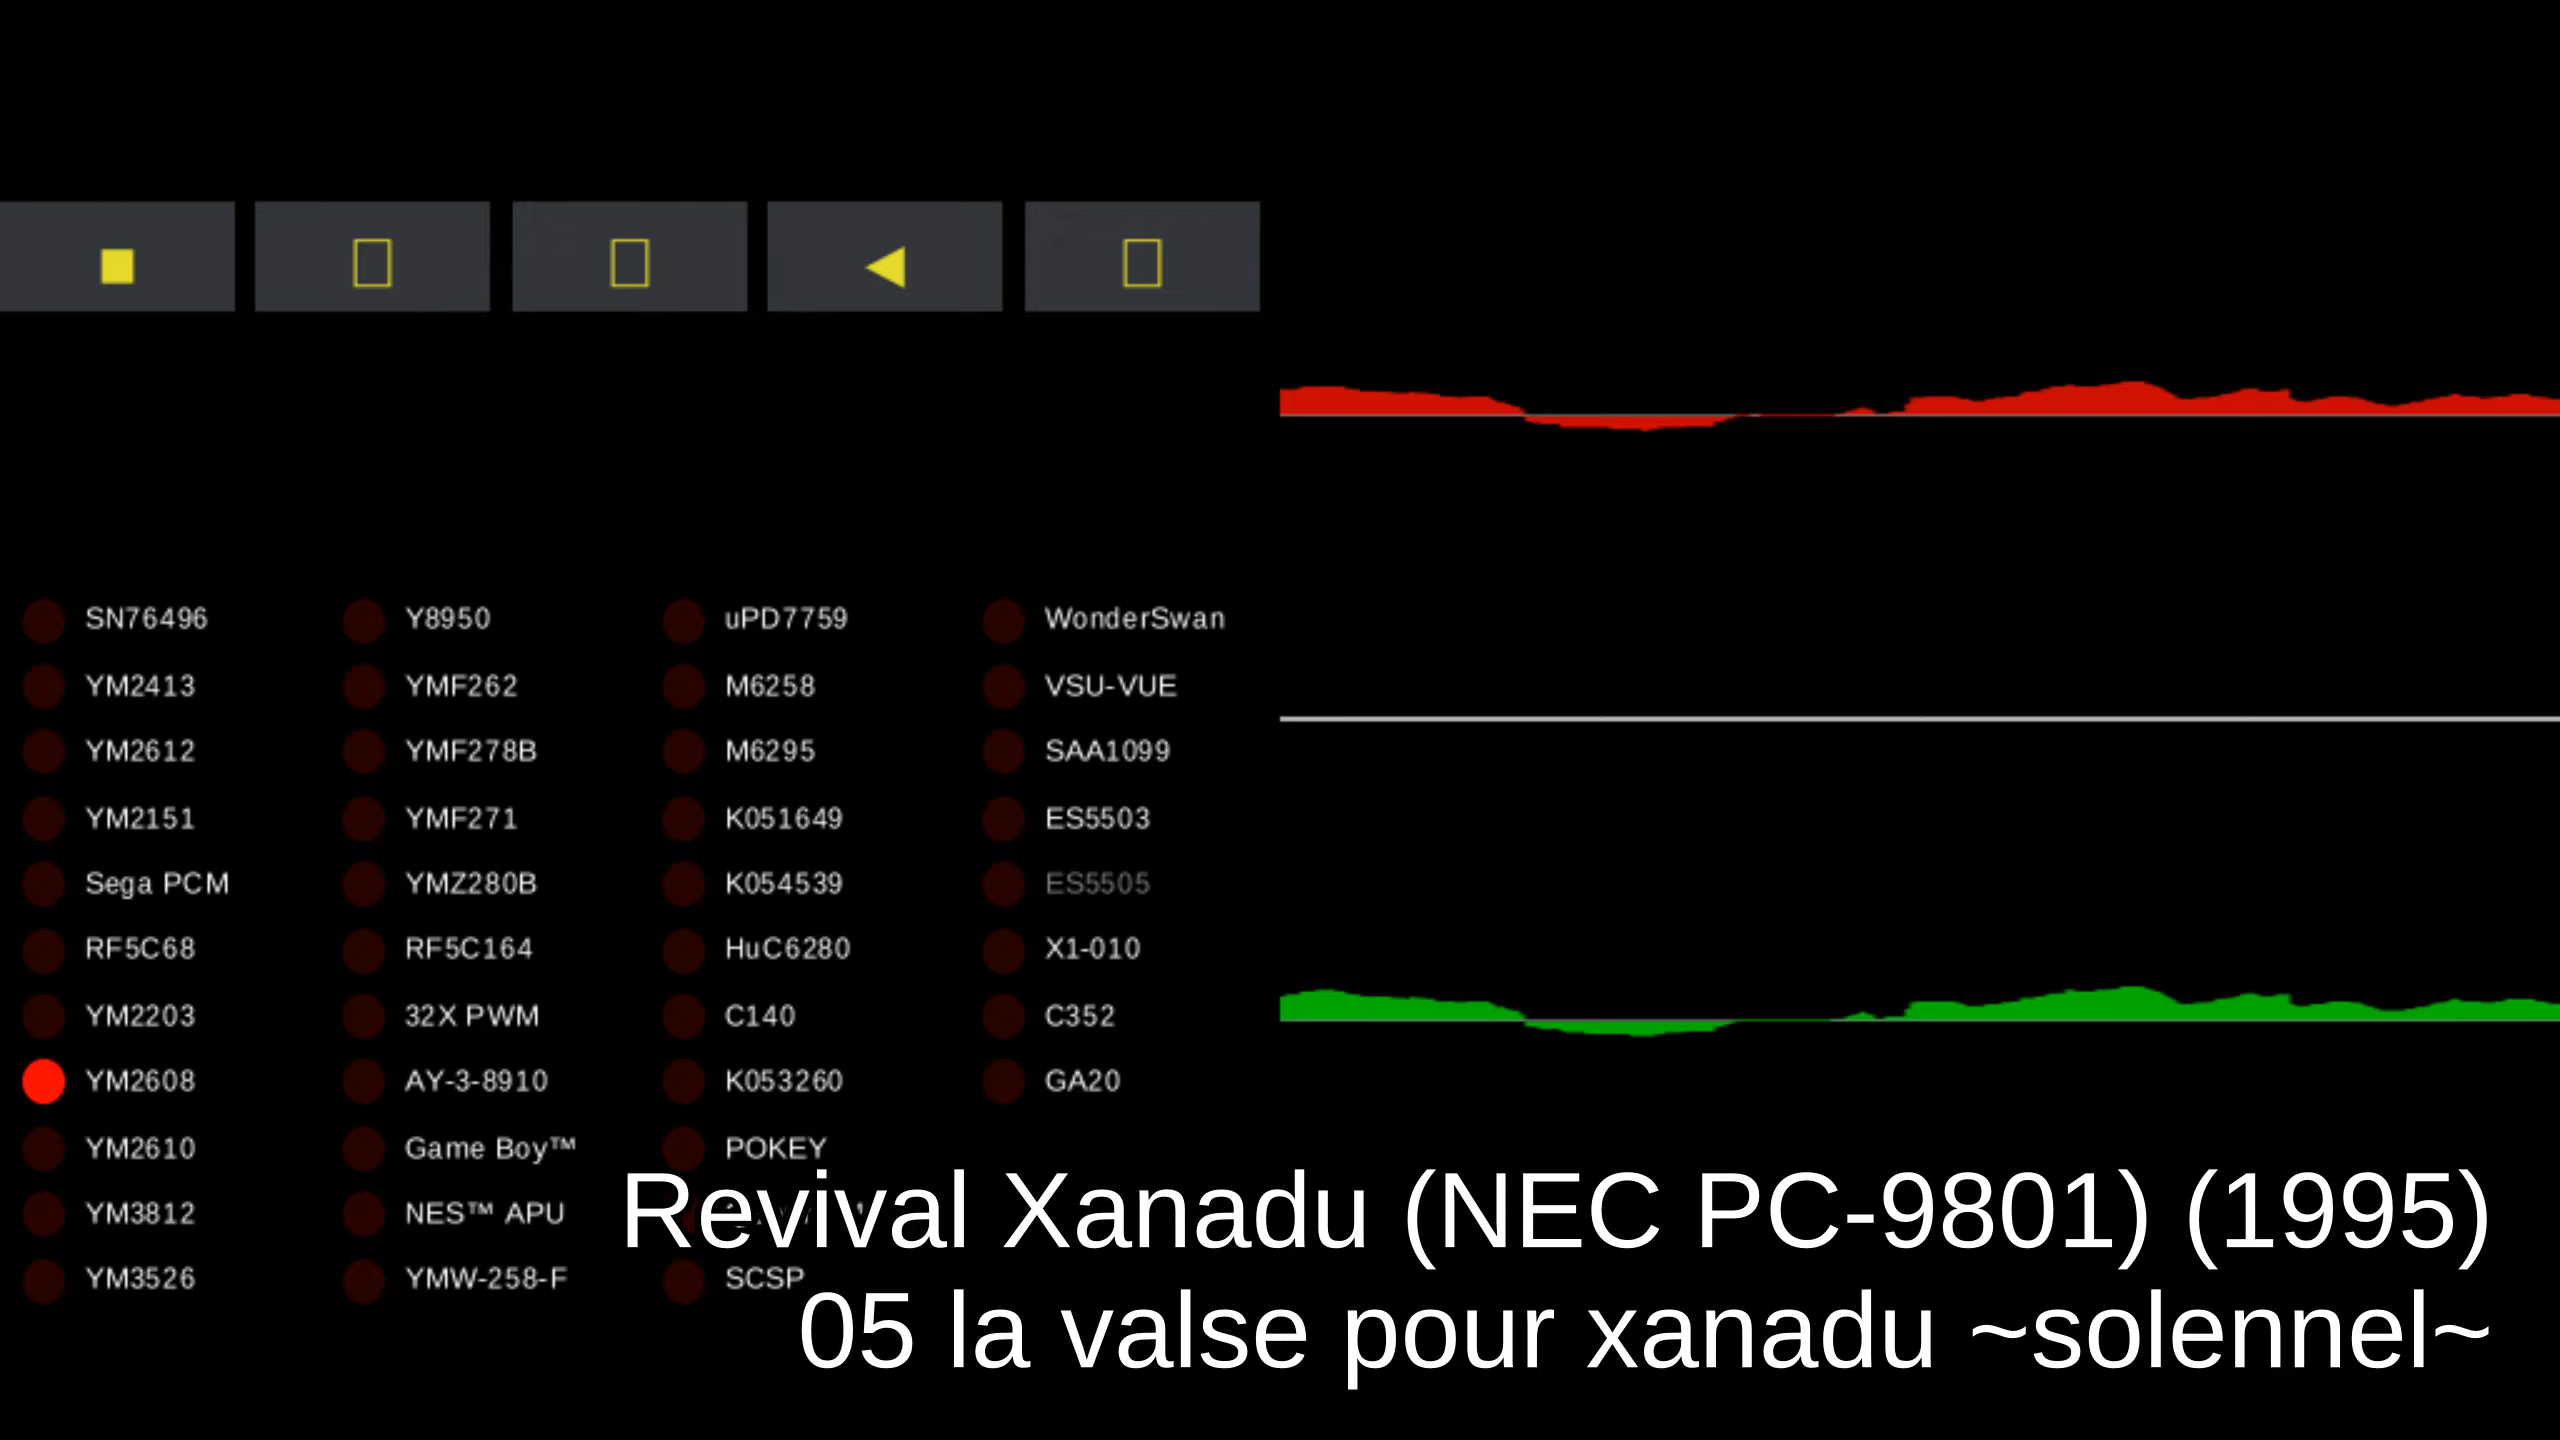 SN76496
YM2413
YM2612
YM2151
Sega PCM
RF5C68
YM2203
YM2608
YM2610
YM3812
YM3526
Y8950
YMF262
YMF278B
YMF271
YMZ280B
RF5C164
32X PWM
AY-3-8910
Game Boy™
NES™ APU
YMW-258-F
uPD7759
M6258
M6295
K051649
K054539
HuC6280
C140
K053260
POKEY
SCSP
WonderSwan
VSU-VUE
SAA1099
ES5503
ES5505
X1-010
C352
GA20
Revival Xanadu (NEC PC-9801) (1995)
05 la valse pour xanadu ~solennel~